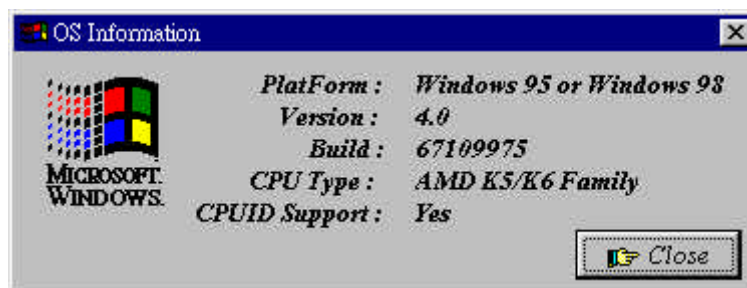 OS Information
MICROSOFT.
WINDOWS.
PlatForm : Windows 95 or Windows 98
Version : 4.0
Build : 67109975
CPU Type : AMD K5/K6 Family
CPUID Support : Yes
Close